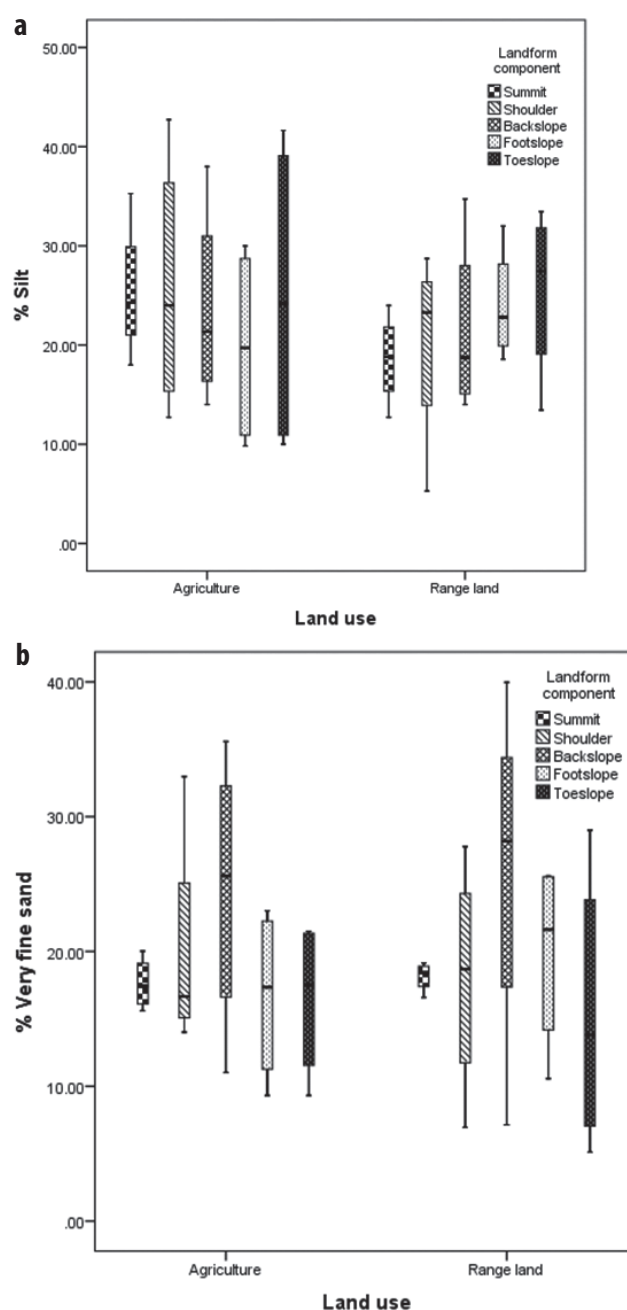 a
50.00
40.00
30.00
20.00
10.00
.00
% Silt
Landform
component
Summit
Shoulder
Backslope
Footslope
Toeslope
Agriculture
Range land
Land use
b
40.00
30.00
20.00
10.00
.00
% Very fine sand
Landform
component
Summit
Shoulder
Backslope
Footslope
Toeslope
Agriculture
Range land
Land use